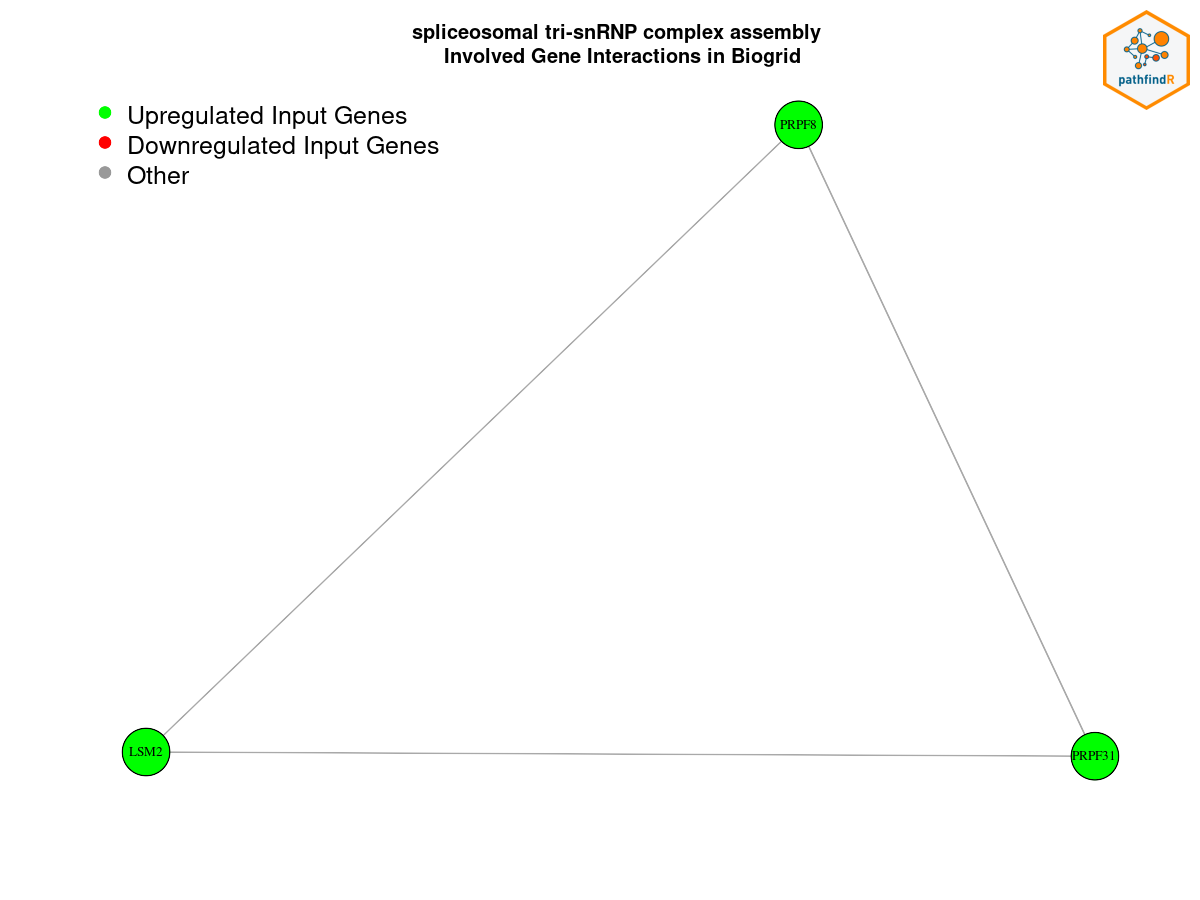 spliceosomal tri-snRNP complex assembly
Involved Gene Interactions in Biogrid
pathfindR
Upregulated Input Genes
Downregulated Input Genes
Other
PRPF8
LSM2
PRPF31